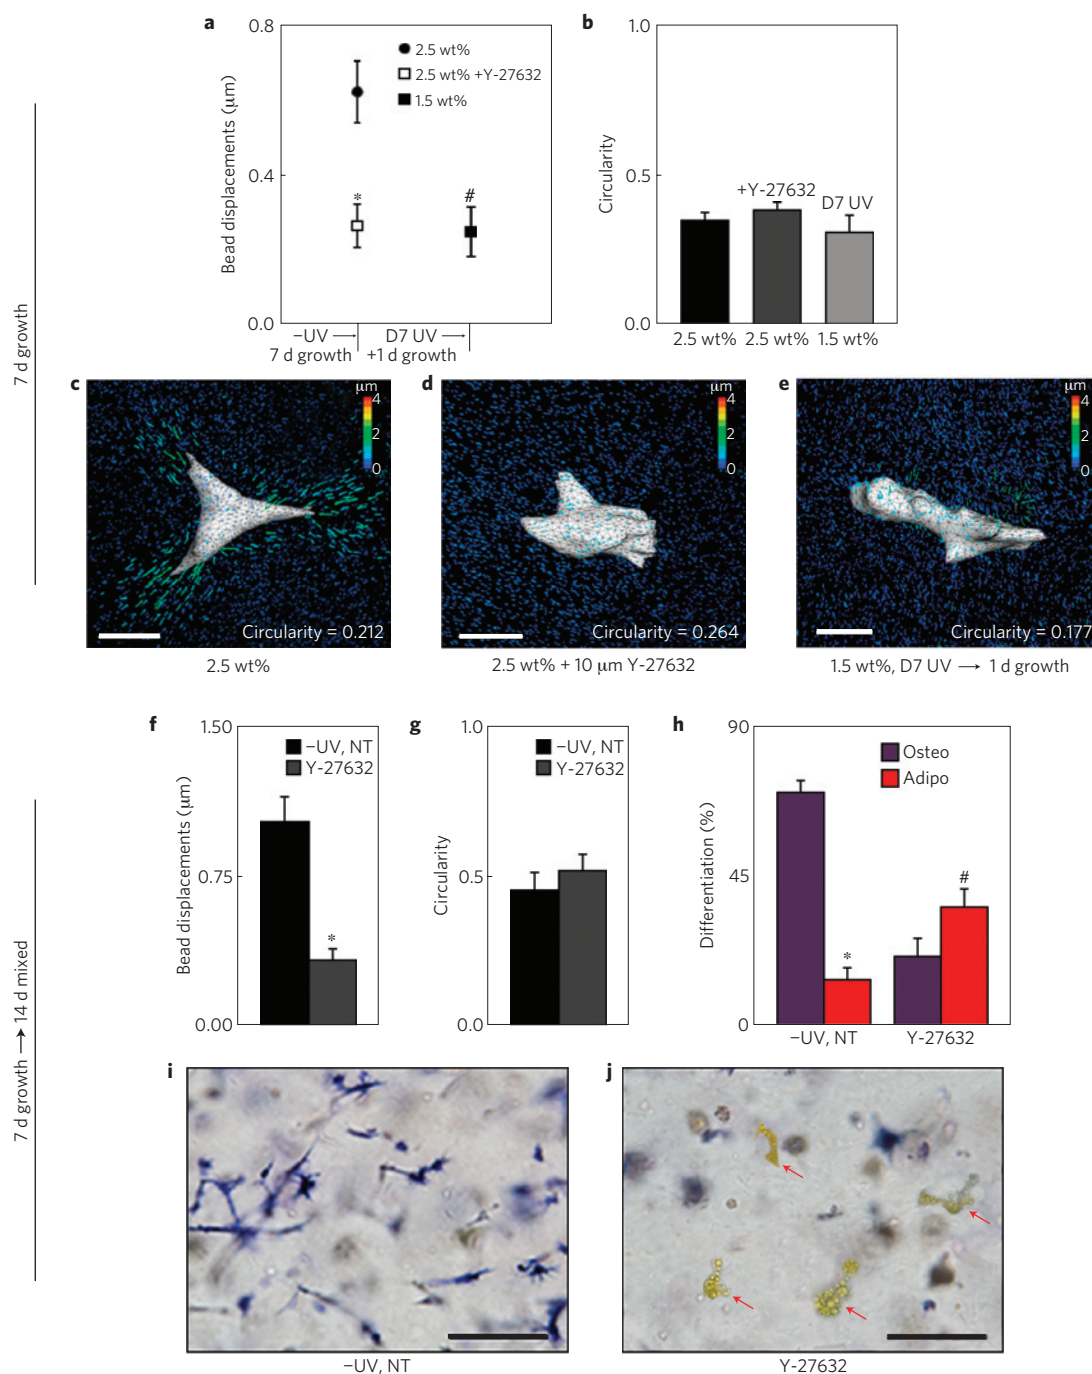 a
0.8
0.4
0.0
Bead displacements (μm)
2.5 wt%
2.5 wt% +Y-27632
1.5 wt%
*
#
−UV → D7 UV →
7 d growth +1 d growth
b
1.0
0.5
0.0
Circularity
+Y-27632
D7 UV
2.5 wt% 2.5 wt% 1.5 wt%
7 d growth
c
μm
4
2
0
Circularity = 0.212
2.5 wt%
d
μm
4
2
0
Circularity = 0.264
2.5 wt% + 10 μm Y-27632
e
μm
4
2
0
Circularity = 0.177
1.5 wt%, D7 UV → 1 d growth
7 d growth → 14 d mixed
f
1.50
0.75
0.00
Bead displacements (μm)
−UV, NT
Y-27632
*
g
1.0
0.5
0.0
Circularity
−UV, NT
Y-27632
h
90
45
0
Differentiation (%)
Osteo
Adipo
*
#
−UV, NT Y-27632
i
−UV, NT
j
Y-27632